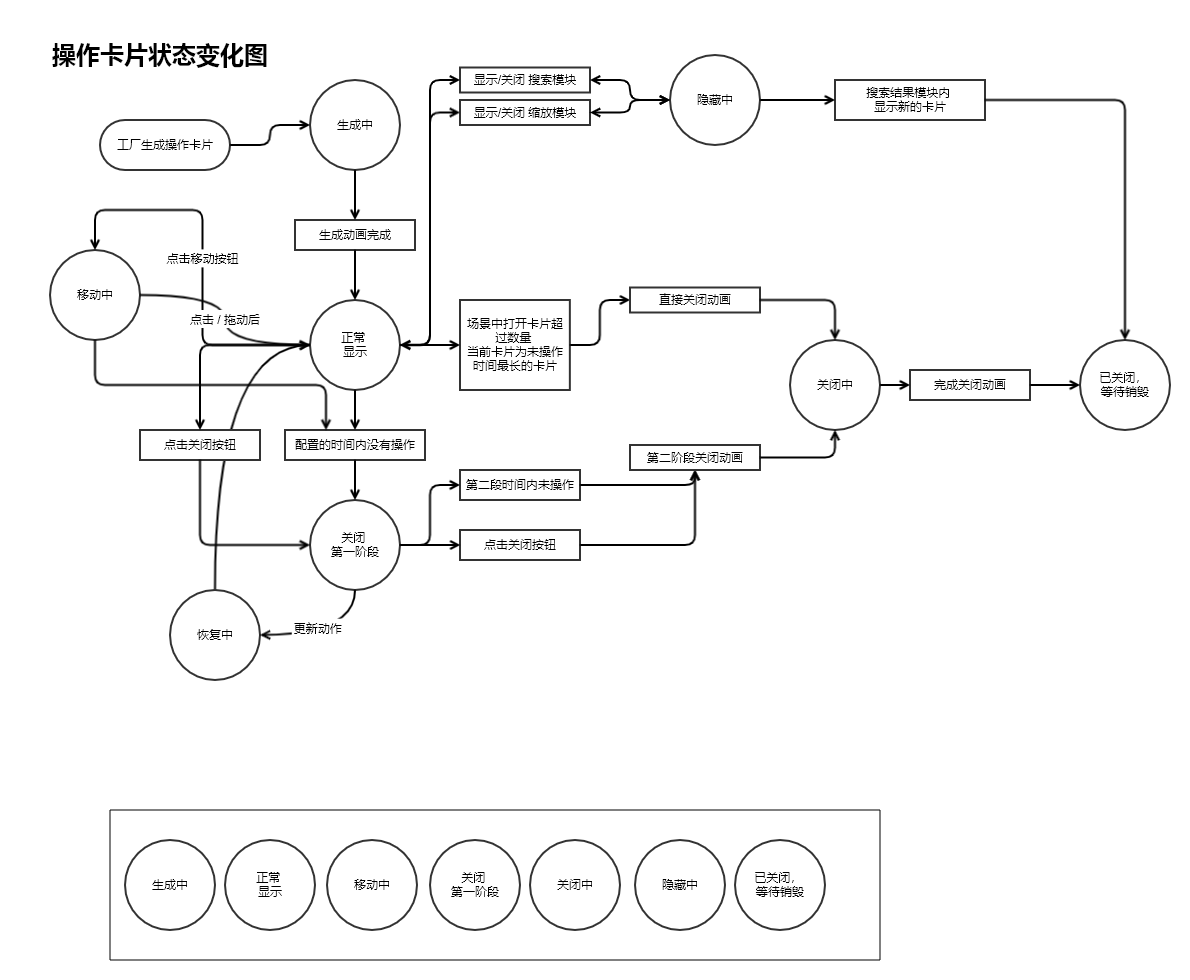 操作卡片状态变化图
工厂生成操作卡片
生成中
显示/关闭 搜索模块
显示/关闭 缩放模块
隐藏中
搜索结果模块内
显示新的卡片
生成动画完成
点击移动按钮
移动中
点击 / 拖动后
正常
显示
场景中打开卡片超
过数量
当前卡片为未操作
时间最长的卡片
直接关闭动画
关闭中
完成关闭动画
已关闭，
等待销毁
点击关闭按钮
配置的时间内没有操作
第二阶段关闭动画
第二段时间内未操作
关闭
第一阶段
点击关闭按钮
恢复中
更新动作
生成中
正常
显示
移动中
关闭
第一阶段
关闭中
隐藏中
已关闭，
等待销毁